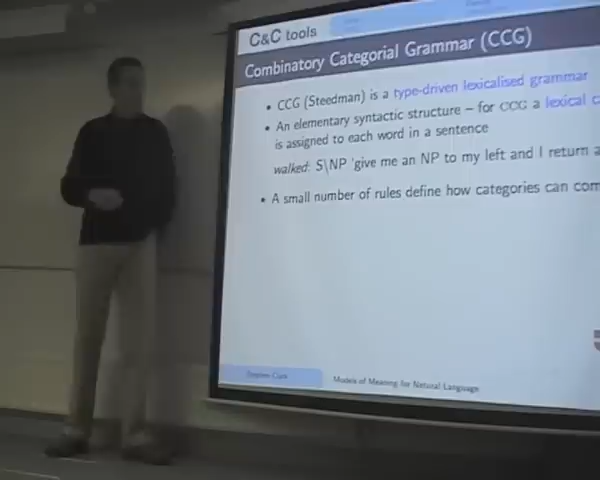 C&C tools
Combinatory Categorial Grammar (CCG)
• CCG (Steedman) is a type-driven lexicalised grammar
• An elementary syntactic structure – for CCG a lexical
is assigned to each word in a sentence
walked: S\NP 'give me an NP to my left and I return a
• A small number of rules define how categories can com
Stephen Clark
Models of Meaning for Natural Language